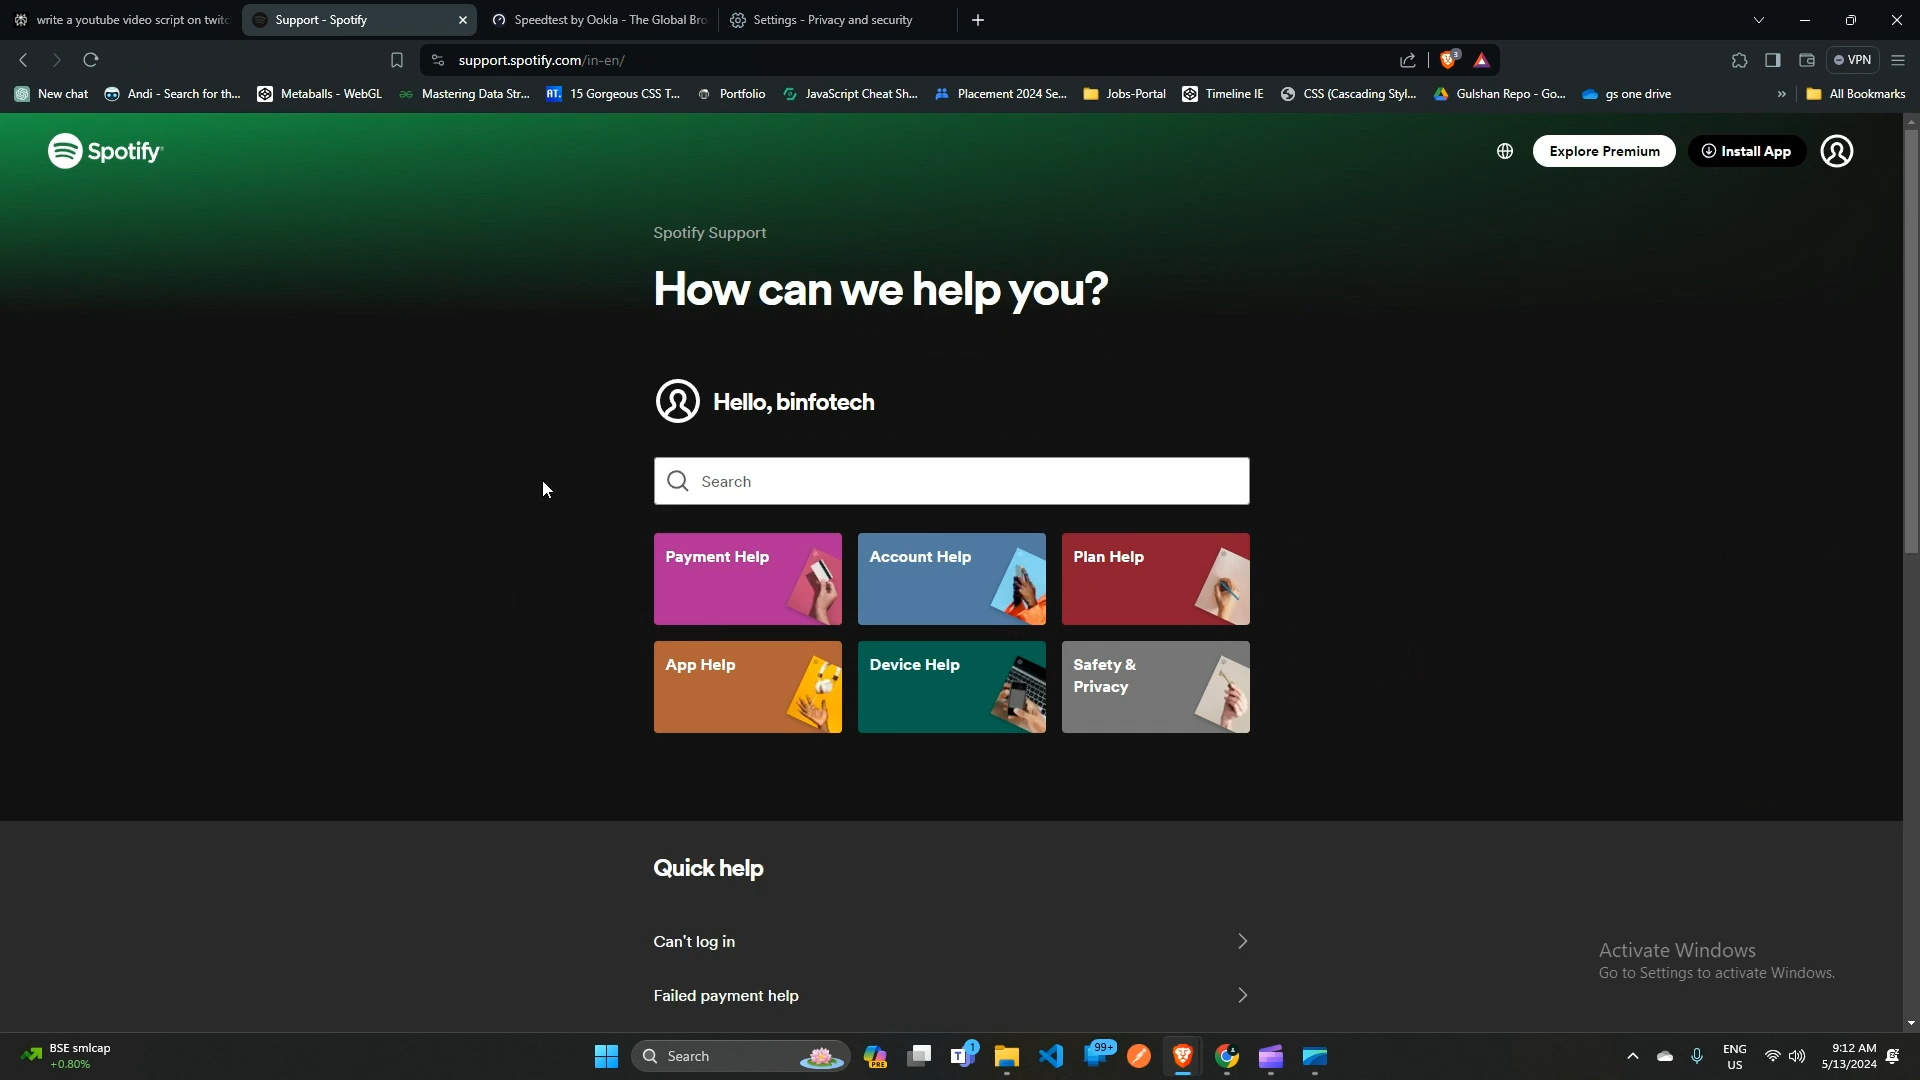 write a youtube video script on twitc
Support - Spotify
Speedtest by Ookla - The Global Bro
Settings - Privacy and security
support.spotify.com/in-en/
3
VPN
New chat
Andi - Search for th...
Metaballs - WebGL
Mastering Data Str...
AT. 15 Gorgeous CSS T...
Portfolio
JavaScript Cheat Sh...
Placement 2024 Se...
Jobs-Portal
Timeline IE
CSS (Cascading Styl...
Gulshan Repo - Go...
gs one drive
All Bookmarks
Spotify
Explore Premium
Install App
Spotify Support
How can we help you?
Hello, binfotech
Search
Payment Help
Account Help
Plan Help
App Help
Device Help
Safety &
Privacy
Quick help
Can't log in
Failed payment help
Activate Windows
Go to Settings to activate Windows.
BSE smlcap
+0.80%
Search
PRE
1
99+
ENG
US
9:12 AM
5/13/2024